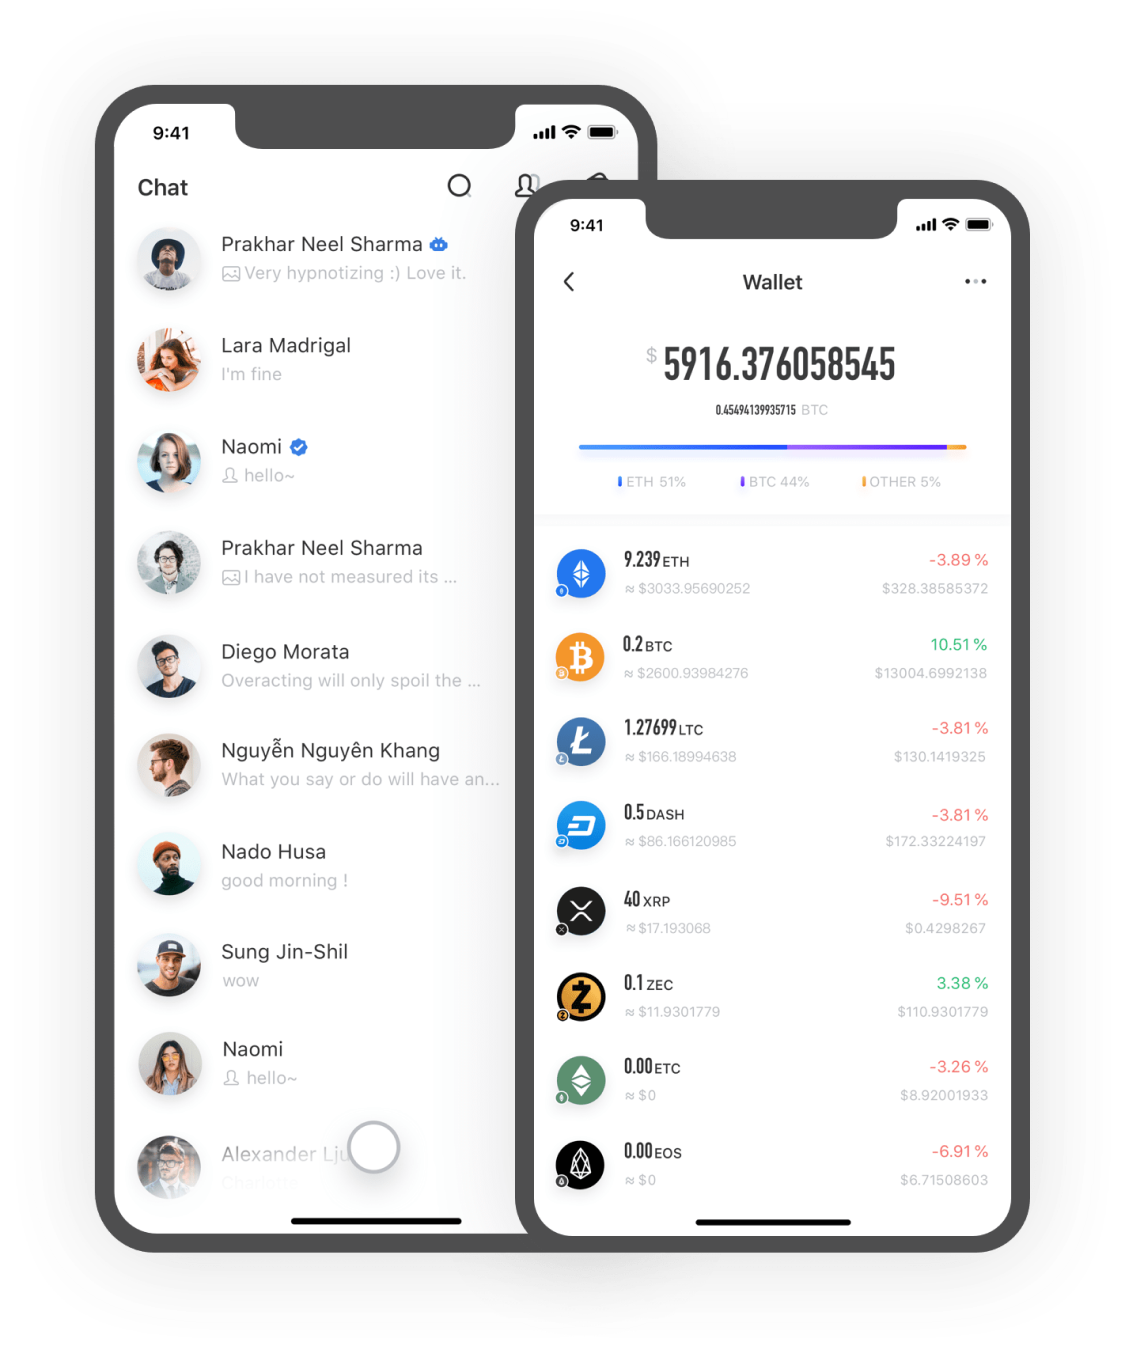 9:41
Chat
Prakhar Neel Sharma
Very hypnotizing :) Love it.
Lara Madrigal
I'm fine
Naomi
hello~
Prakhar Neel Sharma
I have not measured its ...
Diego Morata
Overacting will only spoil the ...
Nguyễn Nguyên Khang
What you say or do will have an...
Nado Husa
good morning !
Sung Jin-Shil
wow
Naomi
hello~
Alexander Lju
9:41
Wallet
$ 5916.376058545
0.45494139935715 BTC
ETH 51% BTC 44% OTHER 5%
9.239 ETH -3.89 %
≈ $3033.95690252 $328.38585372
0.2 BTC 10.51 %
≈ $2600.93984276 $13004.6992138
1.27699 LTC -3.81 %
≈ $166.18994638 $130.1419325
0.5 DASH -3.81 %
≈ $86.166120985 $172.33224197
40 XRP -9.51 %
≈ $17.193068 $0.4298267
0.1 ZEC 3.38 %
≈ $11.9301779 $110.9301779
0.00 ETC -3.26 %
≈ $0 $8.92001933
0.00 EOS -6.91 %
≈ $0 $6.71508603